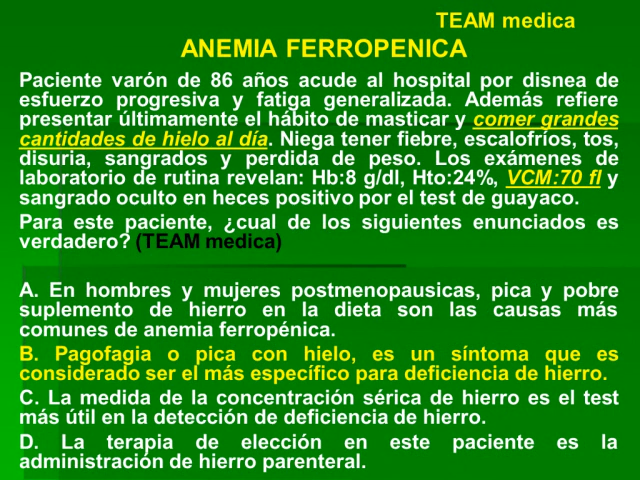 TEAM medica
ANEMIA FERROPENICA
Paciente varón de 86 años acude al hospital por disnea de
esfuerzo progresiva y fatiga generalizada. Además refiere
presentar últimamente el hábito de masticar y comer grandes
cantidades de hielo al día. Niega tener fiebre, escalofríos, tos,
disuria, sangrados y perdida de peso. Los exámenes de
laboratorio de rutina revelan: Hb:8 g/dl, Hto:24%, VCM:70 fl y
sangrado oculto en heces positivo por el test de guayaco.
Para este paciente, ¿cual de los siguientes enunciados es
verdadero? (TEAM medica)
A. En hombres y mujeres postmenopausicas, pica y pobre
suplemento de hierro en la dieta son las causas más
comunes de anemia ferropénica.
B. Pagofagia o pica con hielo, es un síntoma que es
considerado ser el más específico para deficiencia de hierro.
C. La medida de la concentración sérica de hierro es el test
más útil en la detección de deficiencia de hierro.
D. La terapia de elección en este paciente es la
administración de hierro parenteral.